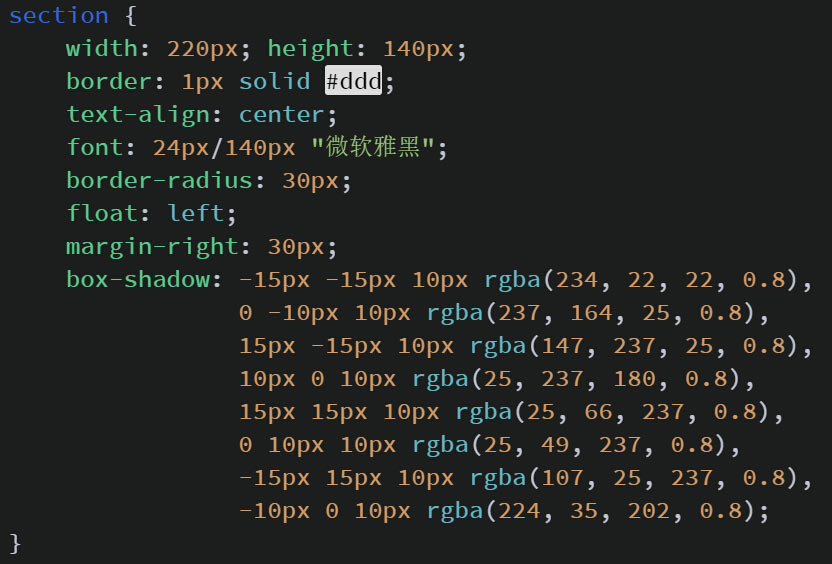 section {
    width: 220px; height: 140px;
    border: 1px solid #ddd;
    text-align: center;
    font: 24px/140px "微软雅黑";
    border-radius: 30px;
    float: left;
    margin-right: 30px;
    box-shadow: -15px -15px 10px rgba(234, 22, 22, 0.8),
                0 -10px 10px rgba(237, 164, 25, 0.8),
                15px -15px 10px rgba(147, 237, 25, 0.8),
                10px 0 10px rgba(25, 237, 180, 0.8),
                15px 15px 10px rgba(25, 66, 237, 0.8),
                0 10px 10px rgba(25, 49, 237, 0.8),
                -15px 15px 10px rgba(107, 25, 237, 0.8),
                -10px 0 10px rgba(224, 35, 202, 0.8);
}